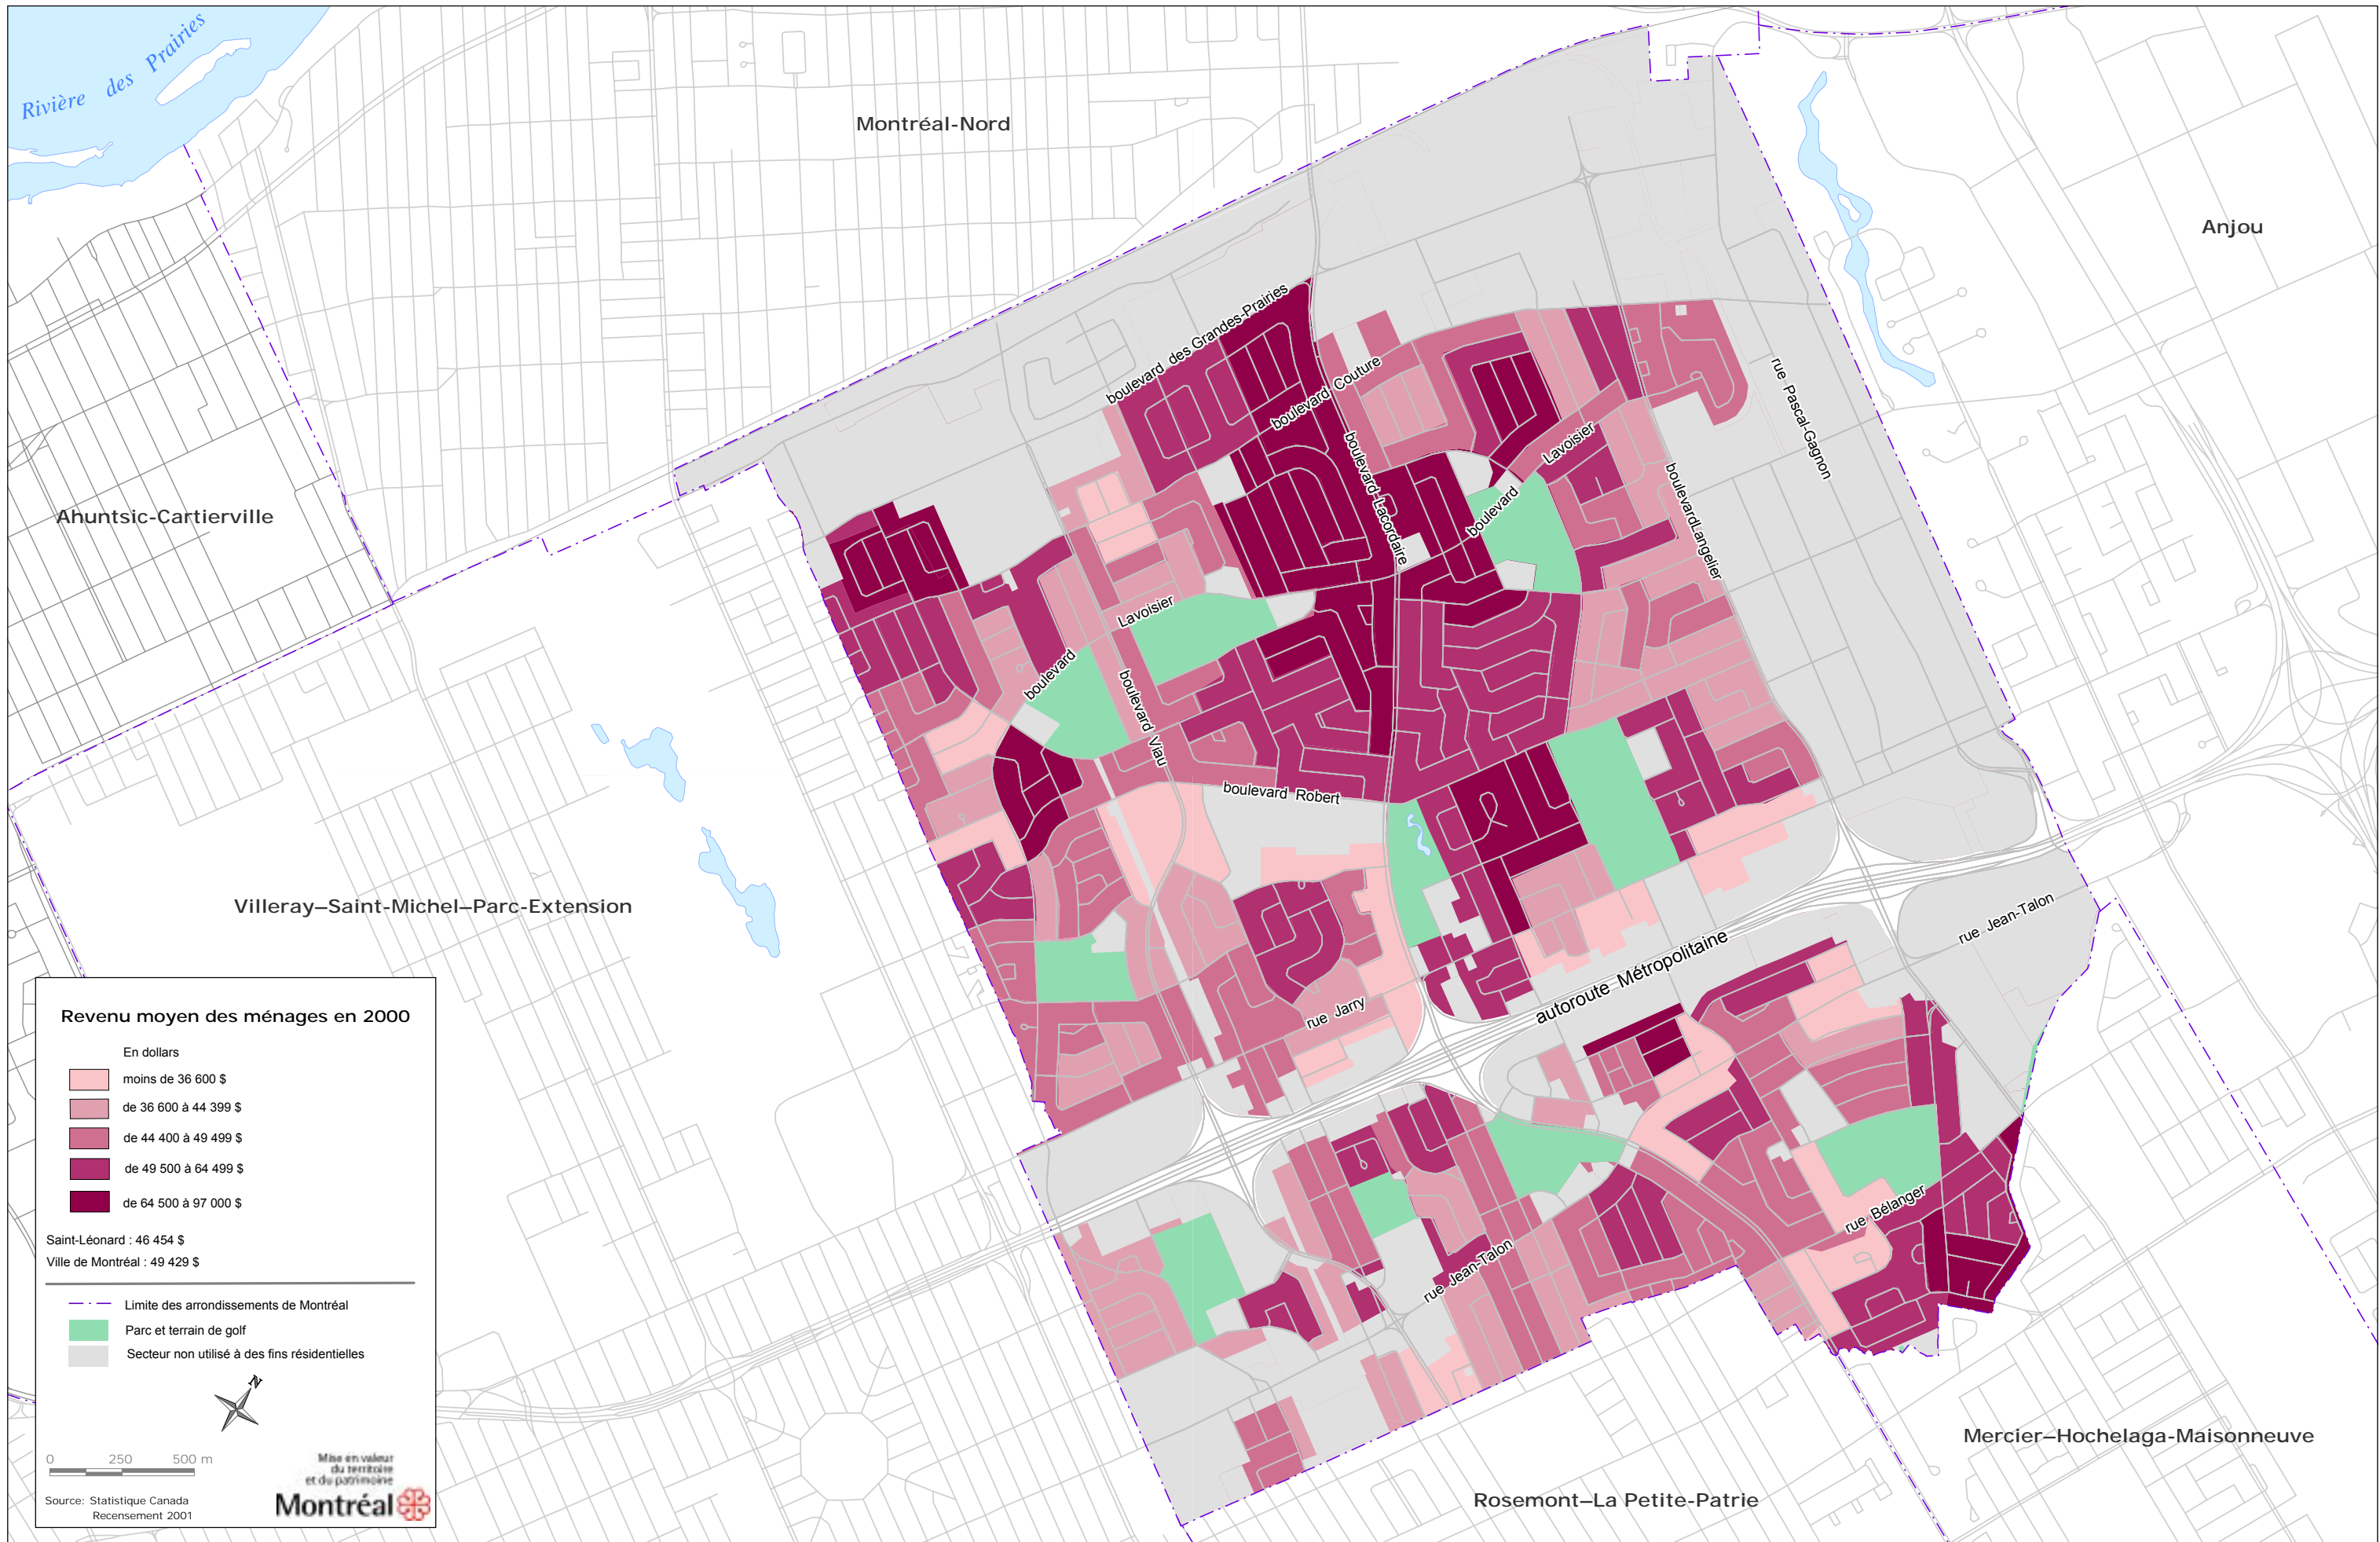 Rivière des Prairies
Montréal-Nord
Anjou
Ahuntsic-Cartierville
Villeray—Saint-Michel—Parc-Extension
Mercier—Hochelaga-Maisonneuve
Rosemont—La Petite-Patrie
boulevard des Grandes-Prairies
boulevard Couture
boulevard Lacordaire
boulevard Lavoisier
rue Pascal-Gagnon
boulevard Langelier
boulevard Lavoisier
boulevard Viau
boulevard Robert
rue Jarry
autoroute Métropolitaine
rue Jean-Talon
rue Bélanger
rue Jean-Talon
Revenu moyen des ménages en 2000
En dollars
moins de 36 600 $
de 36 600 à 44 399 $
de 44 400 à 49 499 $
de 49 500 à 64 499 $
de 64 500 à 97 000 $
Saint-Léonard : 46 454 $
Ville de Montréal : 49 429 $
Limite des arrondissements de Montréal
Parc et terrain de golf
Secteur non utilisé à des fins résidentielles
N
0 250 500 m
Mise en valeur
du territoire
et du patrimoine
Montréal
Source: Statistique Canada
Recensement 2001